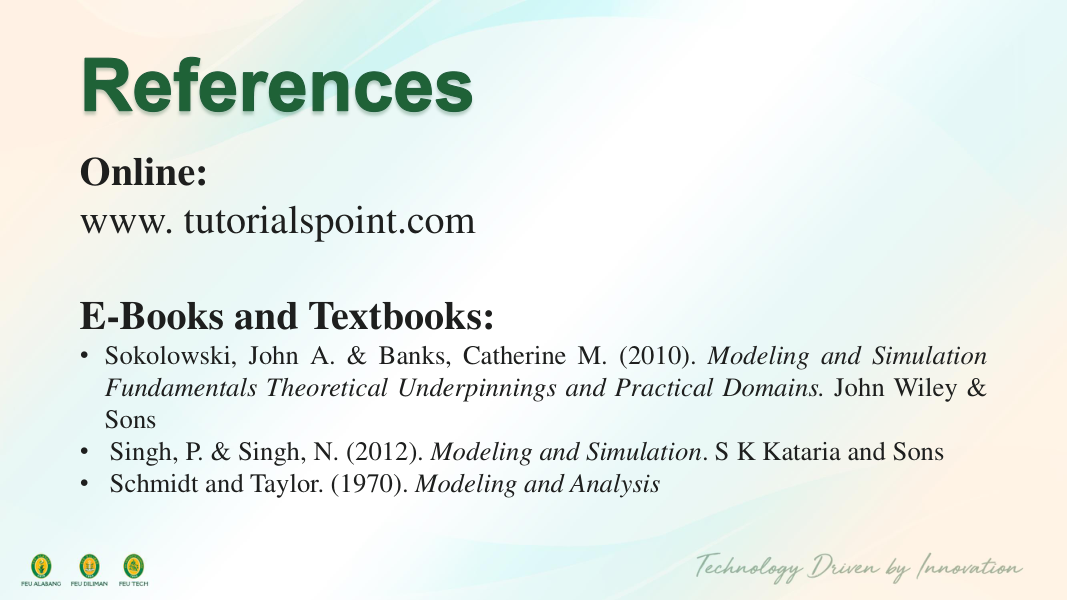 References
Online:
www. tutorialspoint.com
E-Books and Textbooks:
• Sokolowski, John A. & Banks, Catherine M. (2010). Modeling and Simulation
Fundamentals Theoretical Underpinnings and Practical Domains. John Wiley &
Sons
• Singh, P. & Singh, N. (2012). Modeling and Simulation. S K Kataria and Sons
• Schmidt and Taylor. (1970). Modeling and Analysis
FEU ALABANG FEU DILIMAN FEU TECH
Technology Driven by Innovation